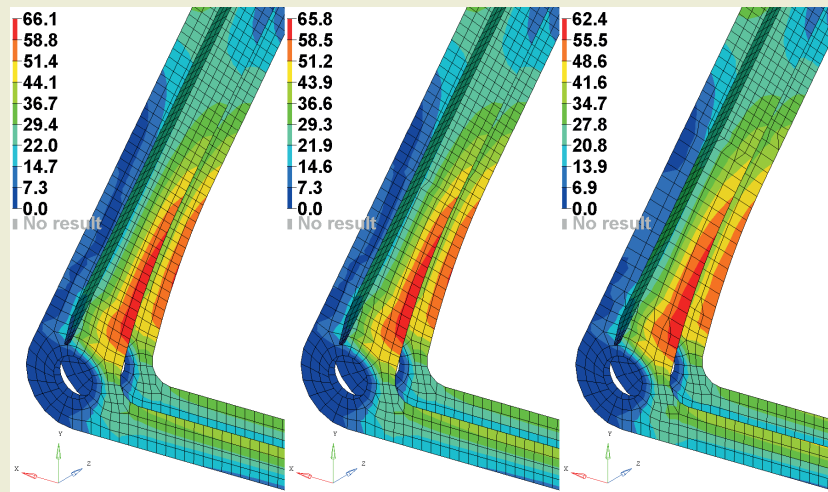 66.1
58.8
51.4
44.1
36.7
29.4
22.0
14.7
7.3
0.0
No result
Y
X
Z
65.8
58.5
51.2
43.9
36.6
29.3
21.9
14.6
7.3
0.0
No result
Y
X
Z
62.4
55.5
48.6
41.6
34.7
27.8
20.8
13.9
6.9
0.0
No result
Y
X
Z